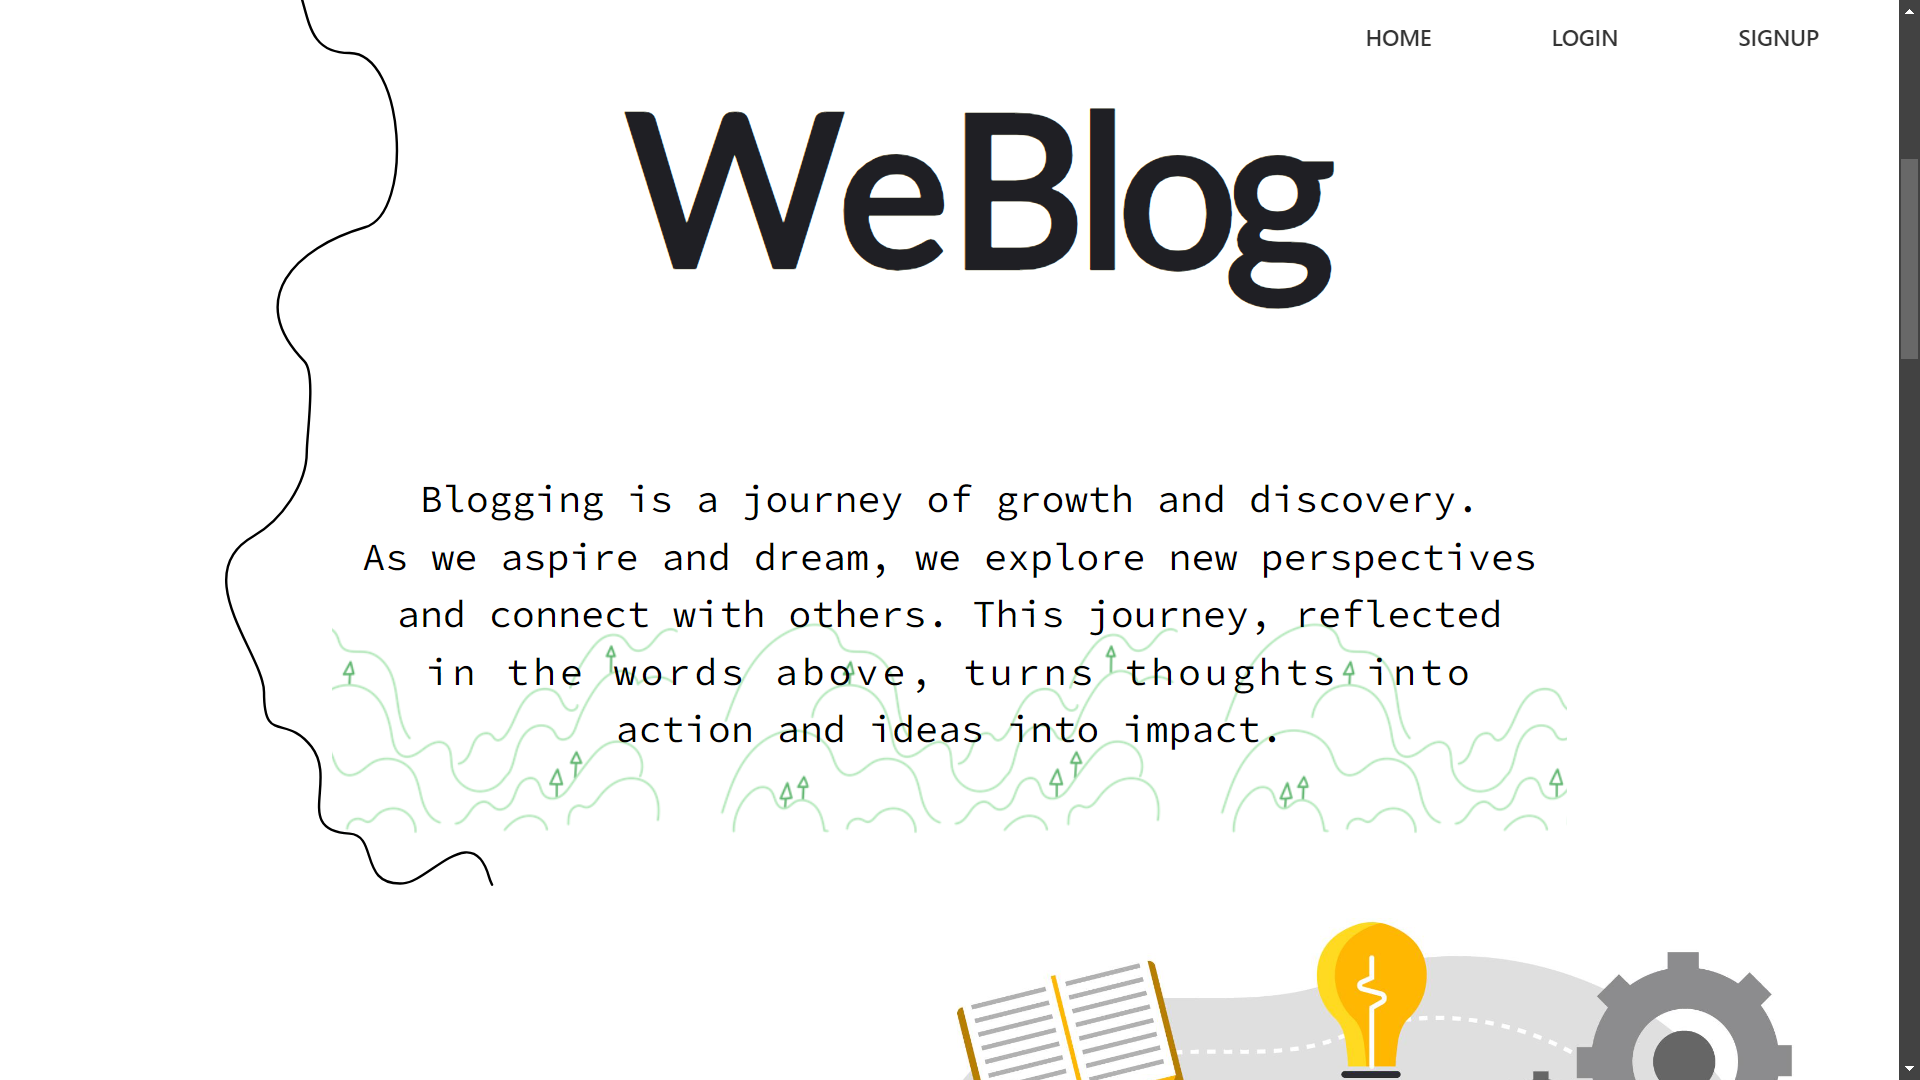 HOME LOGIN SIGNUP
WeBlog
Blogging is a journey of growth and discovery.
As we aspire and dream, we explore new perspectives
and connect with others. This journey, reflected
in the words above, turns thoughts into
action and ideas into impact.